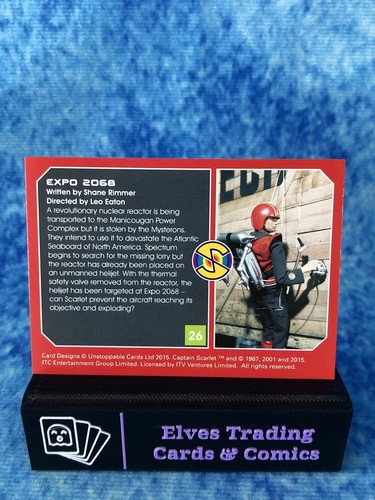 EXPO 2068
Written by Shane Rimmer
Directed by Leo Eaton
A revolutionary nuclear reactor is being
transported to the Manicougan Power
Complex but it is stolen by the Mysterons.
They intend to use it to devastate the Atlantic
Seaboard of North America. Spectrum
begins to search for the missing lorry but
the reactor has already been placed on
an unmanned helijet. With the thermal
safety valve removed from the reactor, the
helijet has been targeted at Expo 2068 –
can Scarlet prevent the aircraft reaching its
objective and exploding?
26
Card Designs © Unstoppable Cards Ltd 2015. Captain Scarlet ™ and © 1967, 2001 and 2015.
ITC Entertainment Group Limited. Licensed by ITV Ventures Limited. All rights reserved.
Elves Trading
Cards & Comics